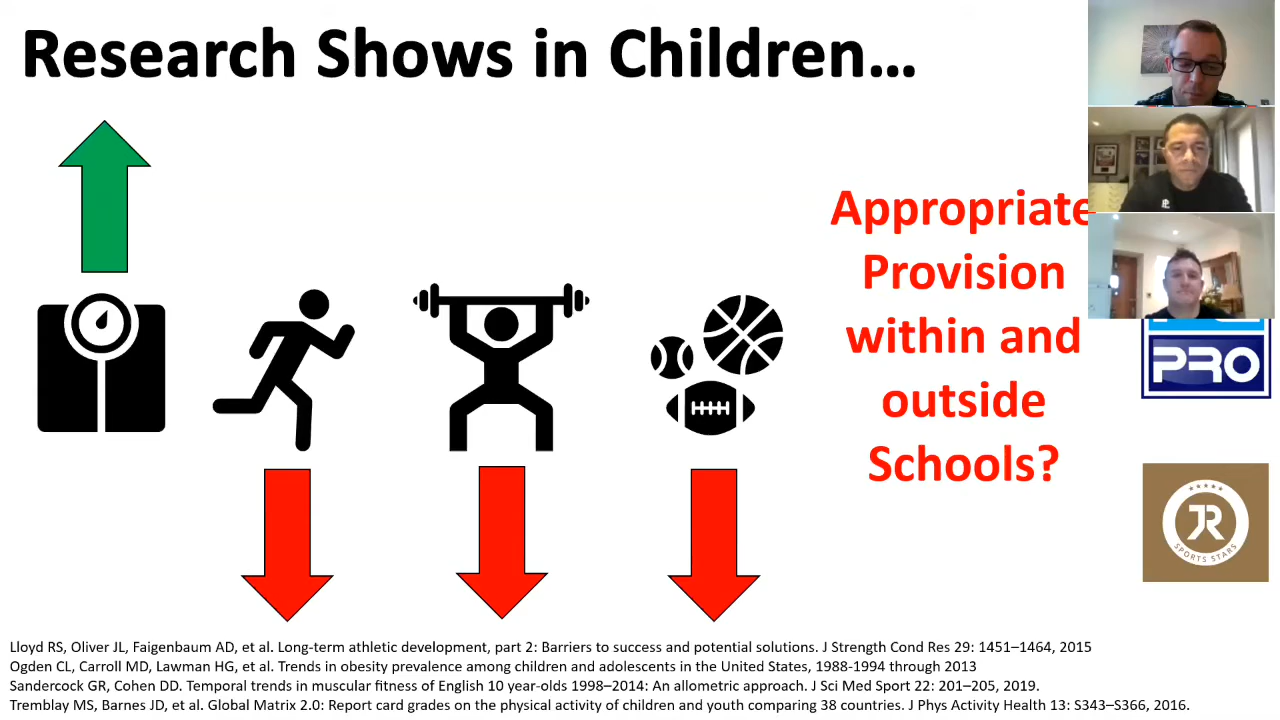 Research Shows in Children...
Appropriate
Provision
within and
outside
Schools?
PRO
JR
SPORTS STARS
Lloyd RS, Oliver JL, Faigenbaum AD, et al. Long-term athletic development, part 2: Barriers to success and potential solutions. J Strength Cond Res 29: 1451–1464, 2015
Ogden CL, Carroll MD, Lawman HG, et al. Trends in obesity prevalence among children and adolescents in the United States, 1988-1994 through 2013
Sandercock GR, Cohen DD. Temporal trends in muscular fitness of English 10 year-olds 1998–2014: An allometric approach. J Sci Med Sport 22: 201–205, 2019.
Tremblay MS, Barnes JD, et al. Global Matrix 2.0: Report card grades on the physical activity of children and youth comparing 38 countries. J Phys Activity Health 13: S343–S366, 2016.